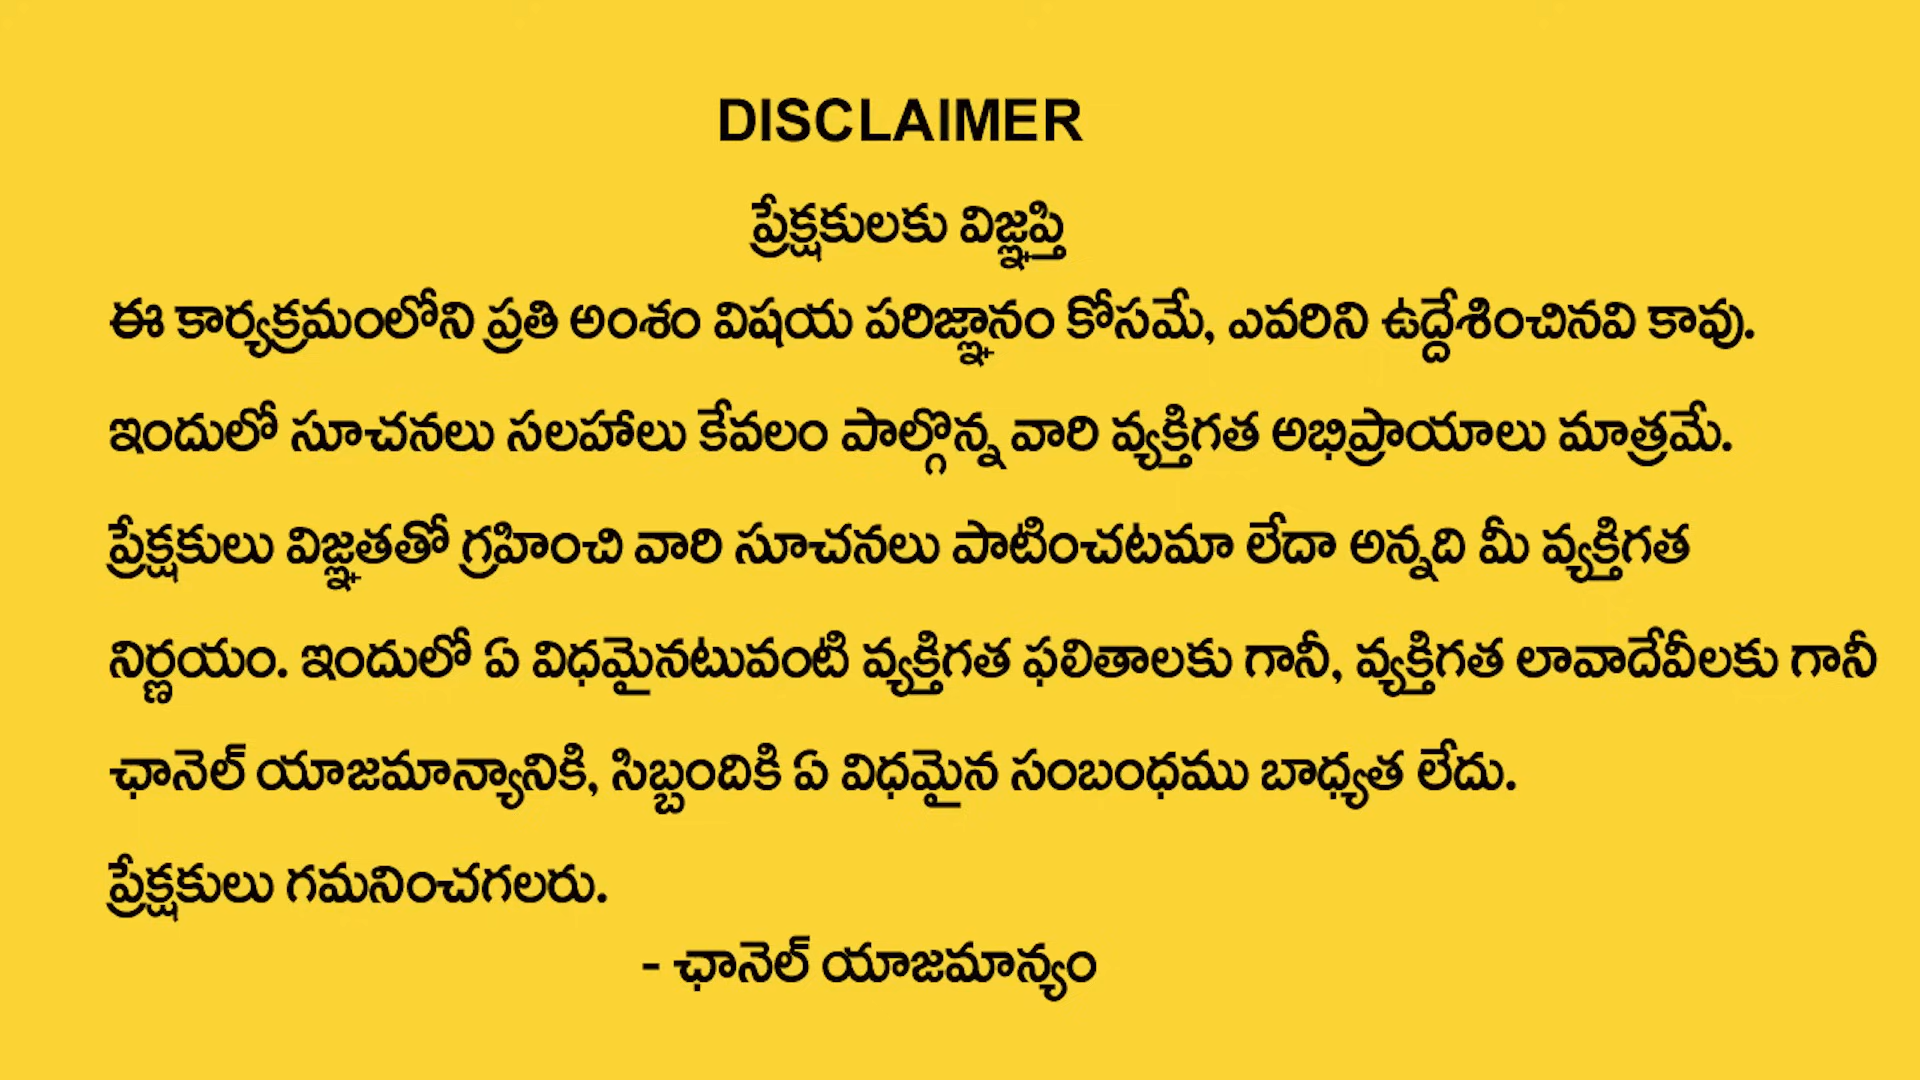 DISCLAIMER
ప్రేక్షకులకు విజ్ఞప్తి
ఈ కార్యక్రమంలోని ప్రతి అంశం విషయ పరిజ్ఞానం కోసమే, ఎవరిని ఉద్దేశించినవి కావు.
ఇందులో సూచనలు సలహాలు కేవలం పాల్గొన్న వారి వ్యక్తిగత అభిప్రాయాలు మాత్రమే.
ప్రేక్షకులు విజ్ఞతతో గ్రహించి వారి సూచనలు పాటించటమా లేదా అన్నది మీ వ్యక్తిగత
నిర్ణయం. ఇందులో ఏ విధమైనటువంటి వ్యక్తిగత ఫలితాలకు గానీ, వ్యక్తిగత లావాదేవీలకు గానీ
ఛానెల్ యాజమాన్యానికి, సిబ్బందికి ఏ విధమైన సంబంధము బాధ్యత లేదు.
ప్రేక్షకులు గమనించగలరు.
- ఛానెల్ యాజమాన్యం